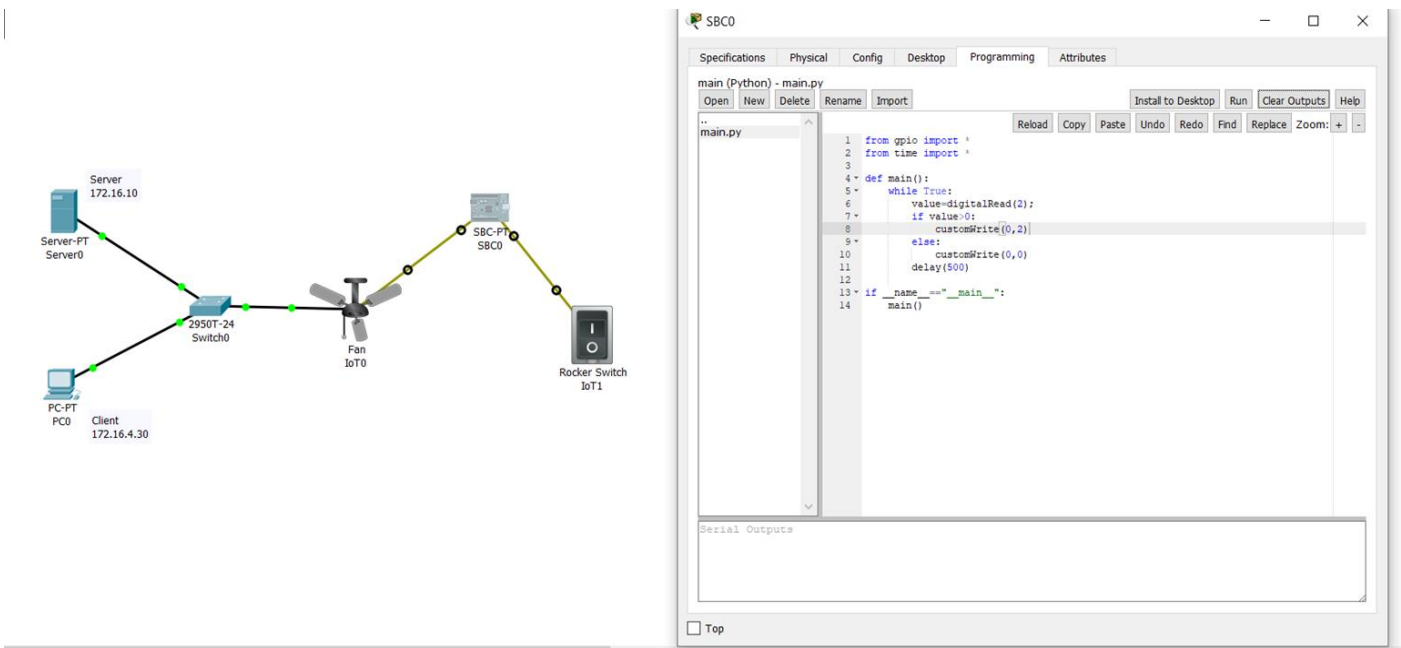 Server
172.16.10
Server-PT
Server0
2950T-24
Switch0
PC-PT
PC0
Client
172.16.4.30
Fan
IoT0
SBC-PT
SBC0
Rocker Switch
IoT1
SBC0
Specifications Physical Config Desktop Programming Attributes
main (Python) - main.py
Open New Delete Rename Import Install to Desktop Run Clear Outputs Help
Reload Copy Paste Undo Redo Find Replace Zoom: + -
..
main.py
1 from gpio import *
2 from time import *
3
4 def main():
5 while True:
6 value=digitalRead(2);
7 if value>0:
8 customWrite(0,2)
9 else:
10 customWrite(0,0)
11 delay(500)
12
13 if __name__=="__main__":
14 main()
Serial Outputs
Top